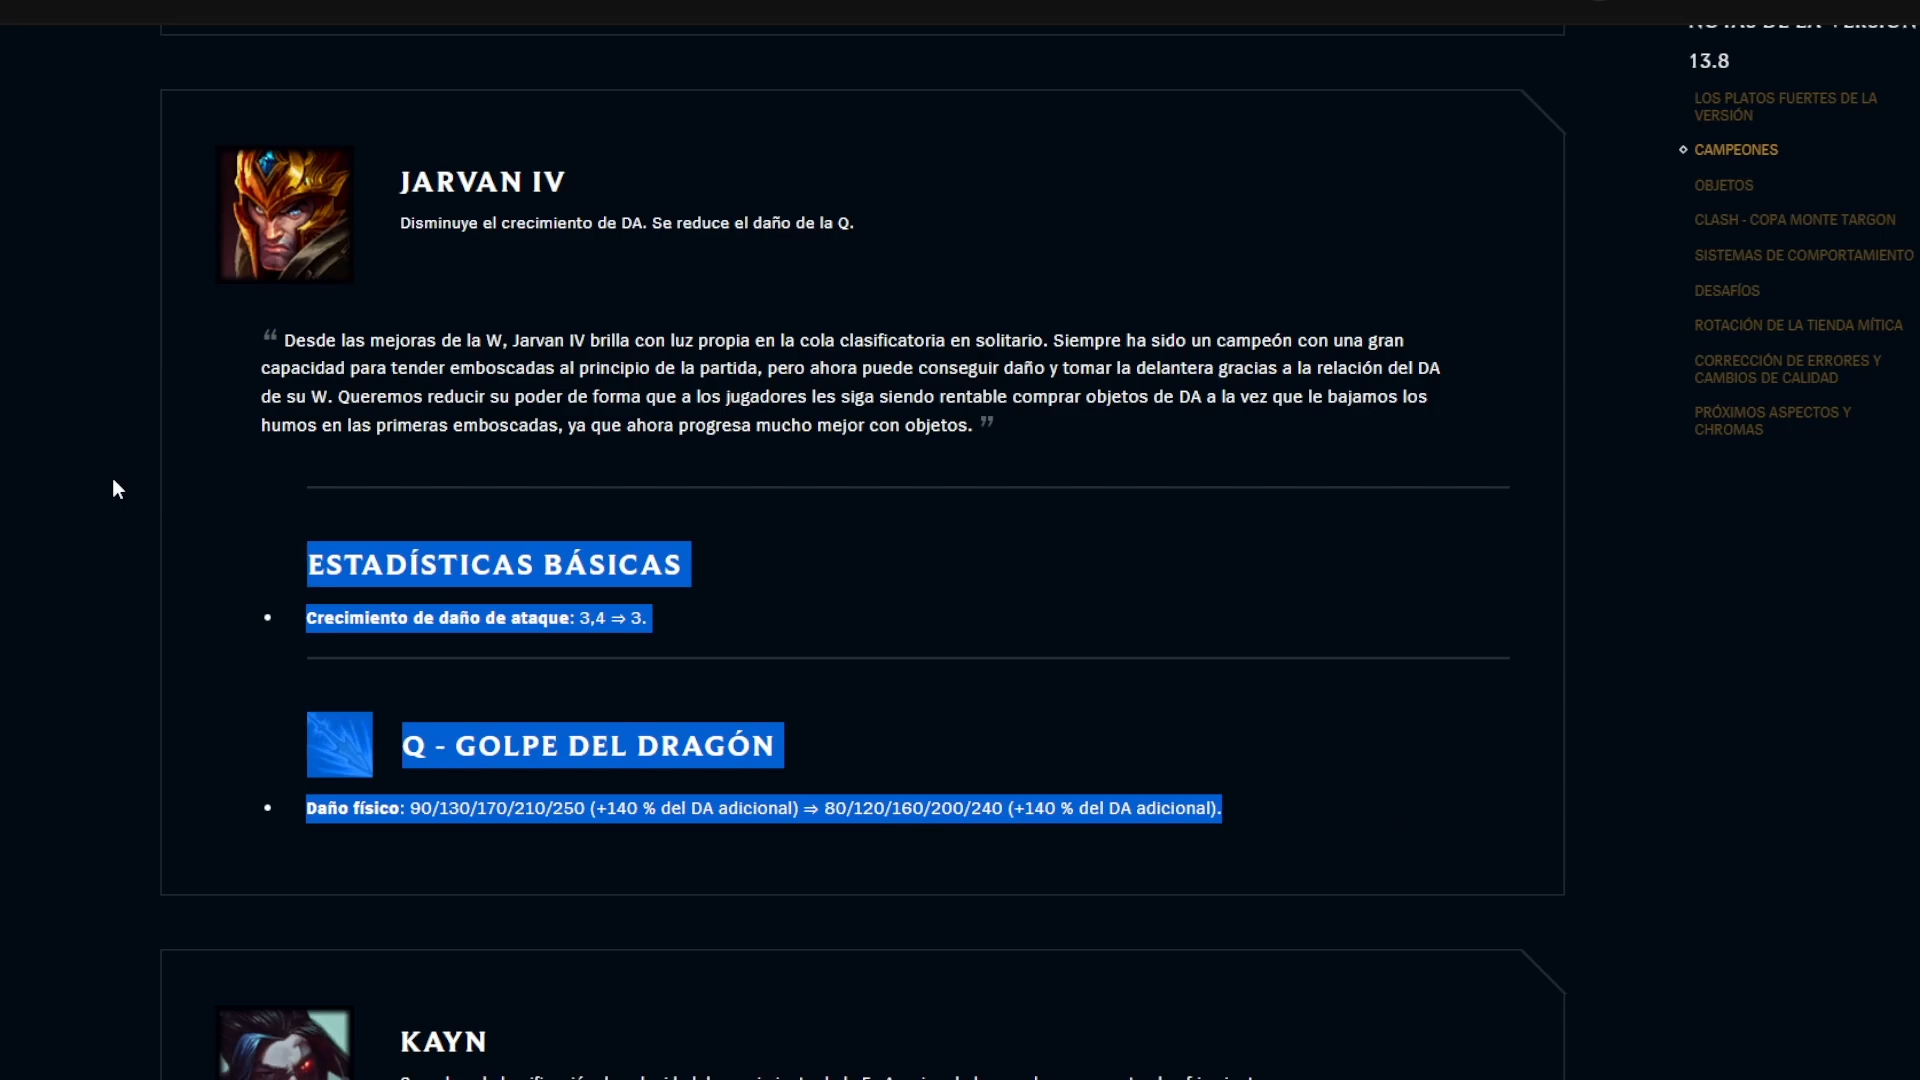 13.8
LOS PLATOS FUERTES DE LA
VERSIÓN
CAMPEONES
OBJETOS
CLASH - COPA MONTE TARGON
SISTEMAS DE COMPORTAMIENTO
DESAFÍOS
ROTACIÓN DE LA TIENDA MÍTICA
CORRECCIÓN DE ERRORES Y
CAMBIOS DE CALIDAD
PRÓXIMOS ASPECTOS Y
CHROMAS
JARVAN IV
Disminuye el crecimiento de DA. Se reduce el daño de la Q.
“ Desde las mejoras de la W, Jarvan IV brilla con luz propia en la cola clasificatoria en solitario. Siempre ha sido un campeón con una gran
capacidad para tender emboscadas al principio de la partida, pero ahora puede conseguir daño y tomar la delantera gracias a la relación del DA
de su W. Queremos reducir su poder de forma que a los jugadores les siga siendo rentable comprar objetos de DA a la vez que le bajamos los
humos en las primeras emboscadas, ya que ahora progresa mucho mejor con objetos. ”
ESTADÍSTICAS BÁSICAS
• Crecimiento de daño de ataque: 3,4 ⇒ 3.
Q - GOLPE DEL DRAGÓN
• Daño físico: 90/130/170/210/250 (+140 % del DA adicional) ⇒ 80/120/160/200/240 (+140 % del DA adicional).
KAYN